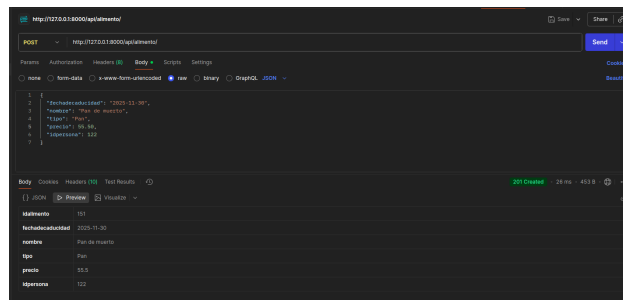 http://127.0.0.1:8000/api/alimento/
Save
Share
POST
http://127.0.0.1:8000/api/alimento/
Send
Params Authorization Headers (8) Body Scripts Settings
Cookie
none form-data x-www-form-urlencoded raw binary GraphQL JSON
Beauti
1 {
2 "fechadecaducidad": "2025-11-30",
3 "nombre": "Pan de muerto",
4 "tipo": "Pan",
5 "precio": 55.50,
6 "idpersona": 122
7 }
Body Cookies Headers (10) Test Results
201 Created 26 ms 453 B
{} JSON Preview Visualize
idalimento 151
fechadecaducidad 2025-11-30
nombre Pan de muerto
tipo Pan
precio 55.5
idpersona 122